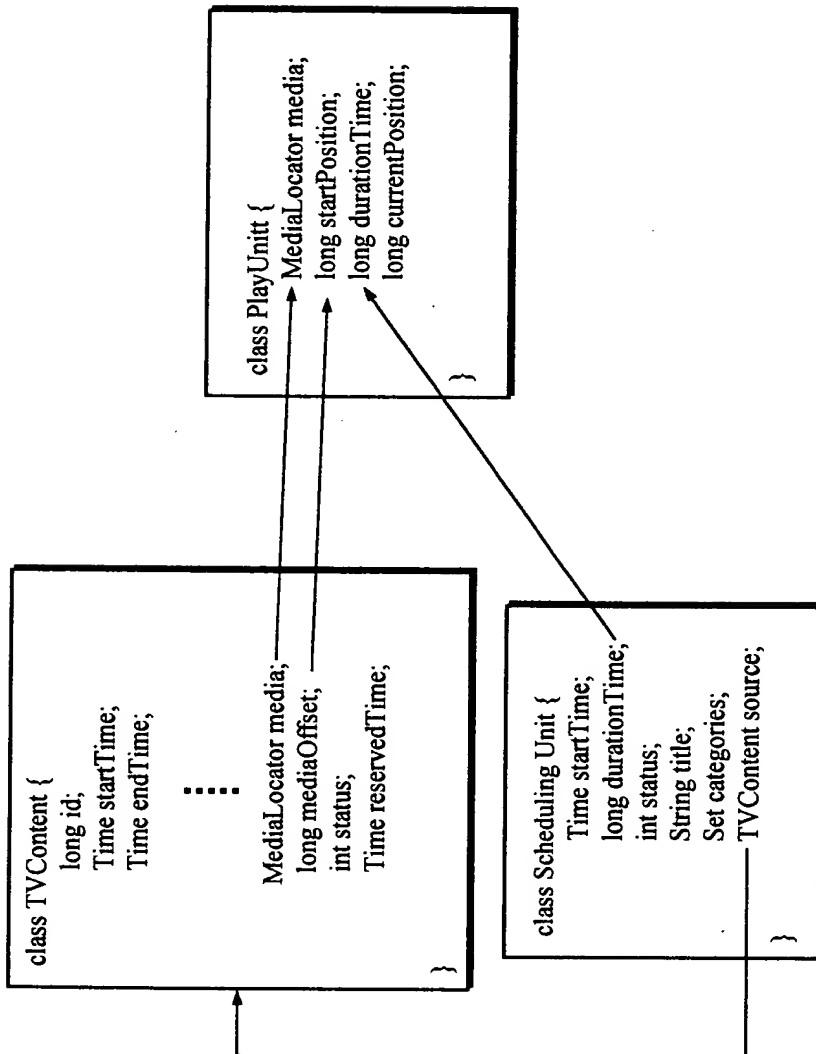 class TVContent {
long id;
Time startTime;
Time endTime;
......
MediaLocator media;
long mediaOffset;
int status;
Time reservedTime;
}
class Scheduling Unit {
Time startTime;
long durationTime;
int status;
String title;
Set categories;
TVContent source;
}
class PlayUnitt {
MediaLocator media;
long startPosition;
long durationTime;
long currentPosition;
}